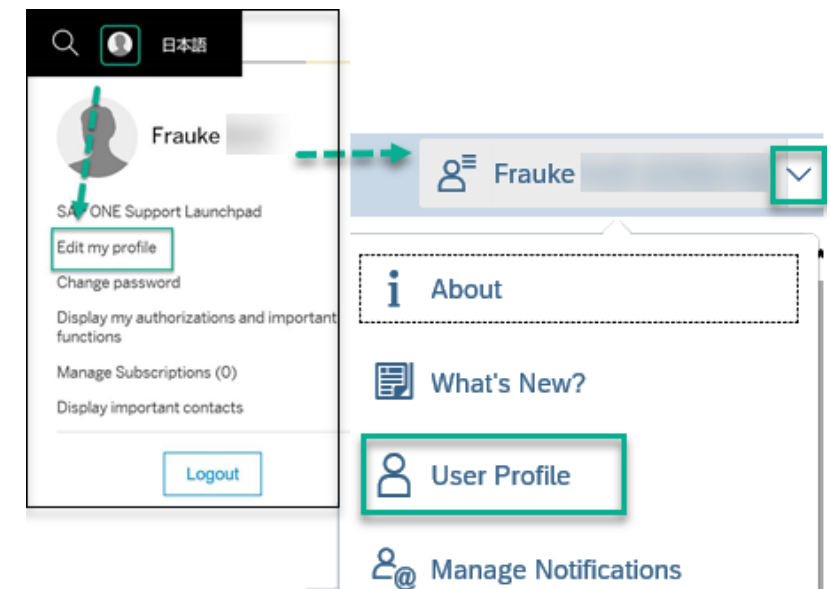 日本語
Frauke
SAP ONE Support Launchpad
Edit my profile
Change password
Display my authorizations and important
functions
Manage Subscriptions (0)
Display important contacts
Logout
Frauke
About
What's New?
User Profile
Manage Notifications